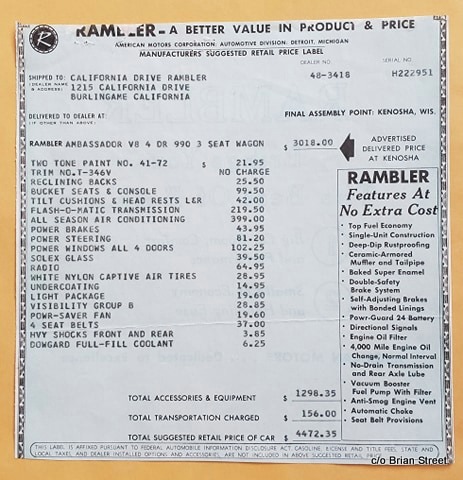 RAMBLER-A BETTER VALUE IN PRODUCT & PRICE
AMERICAN MOTORS CORPORATION, AUTOMOTIVE DIVISION, DETROIT, MICHIGAN
MANUFACTURERS SUGGESTED RETAIL PRICE LABEL
DEALER NO SERIAL NO
SHIPPED TO: CALIFORNIA DRIVE RAMBLER 48-3418 H222951
(DEALER NAME & ADDRESS) 1215 CALIFORNIA DRIVE
BURLINGAME CALIFORNIA
DELIVERED TO DEALER AT:
(IF OTHER THAN ABOVE) FINAL ASSEMBLY POINT: KENOSHA, WIS.
RAMBLER AMBASSADOR V8 4 DR 990 3 SEAT WAGON $ 3018.00
ADVERTISED
DELIVERED PRICE
AT KENOSHA
TWO TONE PAINT NO. 41-72 $ 21.95
TRIM NO.T-346V NO CHARGE
RECLINING BACKS 25.50
BUCKET SEATS & CONSOLE 99.50
TILT CUSHIONS & HEAD RESTS L&R 42.00
FLASH-O-MATIC TRANSMISSION 219.50
ALL SEASON AIR CONDITIONING 399.00
POWER BRAKES 43.95
POWER STEERING 81.20
POWER WINDOWS ALL 4 DOORS 102.25
SOLEX GLASS 39.50
RADIO 64.95
WHITE NYLON CAPTIVE AIR TIRES 28.95
UNDERCOATING 14.95
LIGHT PACKAGE 19.60
VISIBILITY GROUP B 28.85
POWR-SAVER FAN 19.60
4 SEAT BELTS 37.00
HVY SHOCKS FRONT AND REAR 3.85
DOWGARD FULL-FILL COOLANT 6.25
RAMBLER
Features At
No Extra Cost
• Top Fuel Economy
• Single-Unit Construction
• Deep-Dip Rustproofing
• Ceramic-Armored
Muffler and Tailpipe
• Baked Super Enamel
• Double-Safety
Brake System
• Self-Adjusting Brakes
with Bonded Linings
• Powr-Guard 24 Battery
• Directional Signals
• Engine Oil Filter
• 4,000 Mile Engine Oil
Change, Normal Interval
• No-Drain Transmission
and Rear Axle Lube
• Vacuum Booster
Fuel Pump With Filter
• Anti-Smog Engine Vent
• Automatic Choke
• Seat Belt Provisions
TOTAL ACCESSORIES & EQUIPMENT $ 1298.35
TOTAL TRANSPORTATION CHARGED $ 156.00
TOTAL SUGGESTED RETAIL PRICE OF CAR $ 4472.35
THIS LABEL IS AFFIXED PURSUANT TO FEDERAL AUTOMOBILE INFORMATION DISCLOSURE ACT. GASOLINE, LICENSE AND TITLE FEES, STATE AND
LOCAL TAXES, AND DEALER INSTALLED OPTIONS AND ACCESSORIES, ARE NOT INCLUDED IN ABOVE SUGGESTED RETAIL PRICE
c/o Brian Street